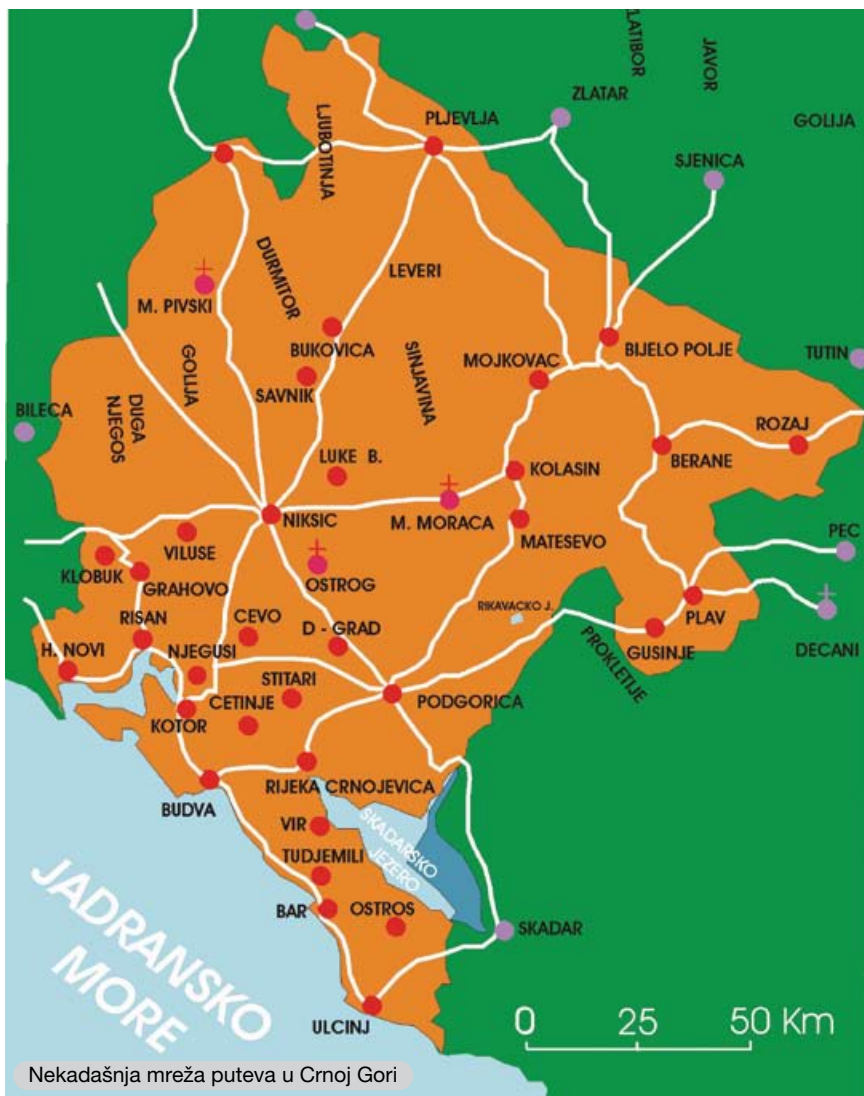 ZLATIBOR
JAVOR
ZLATAR
GOLIJA
LJUBOTINJA
PLJEVLJA
SJENICA
DURMITOR
LEVERI
M. PIVSKI
GOLIJA
BUKOVICA
SINJAVINA
MOJKOVAC
BIJELO POLJE
TUTIN
SAVNIK
BILECA
DUGA
NJEGOS
ROZAJ
LUKE B.
KOLASIN
BERANE
NIKSIC
M. MORACA
MATESEVO
PEC
VILUSE
KLOBUK
GRAHOVO
OSTROG
RIKAVACKO J.
PLAV
RISAN
CEVO
D - GRAD
GUSINJE
DECANI
H. NOVI
NJEGUSI
PROKLETIJE
STITARI
PODGORICA
CETINJE
KOTOR
RIJEKA CRNOJEVICA
BUDVA
VIR
SKADARSKO
JEZERO
TUDJEMILI
BAR
OSTROS
SKADAR
JADRANSKO
MORE
ULCINJ
0 25 50 Km
Nekadašnja mreža puteva u Crnoj Gori